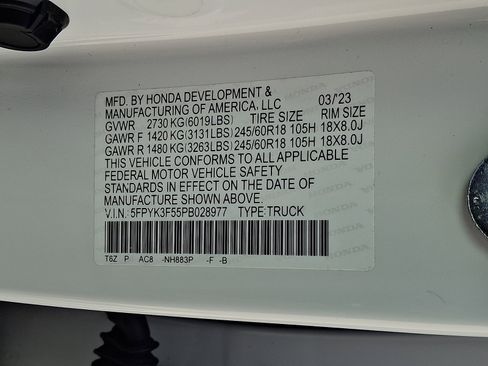 MFD. BY HONDA DEVELOPMENT &
MANUFACTURING OF AMERICA, LLC 03/'23
GVWR 2730 KG (6019LBS) TIRE SIZE RIM SIZE
GAWR F 1420 KG (3131LBS) 245/60R18 105H 18X8.0J
GAWR R 1480 KG (3263LBS) 245/60R18 105H 18X8.0J
THIS VEHICLE CONFORMS TO ALL APPLICABLE
FEDERAL MOTOR VEHICLE SAFETY
STANDARDS IN EFFECT ON THE DATE OF
MANUFACTURE SHOWN ABOVE.
V.I.N. 5FPYK3F55PB028977 TYPE:TRUCK
T6Z P AC8 -NH883P -F -B